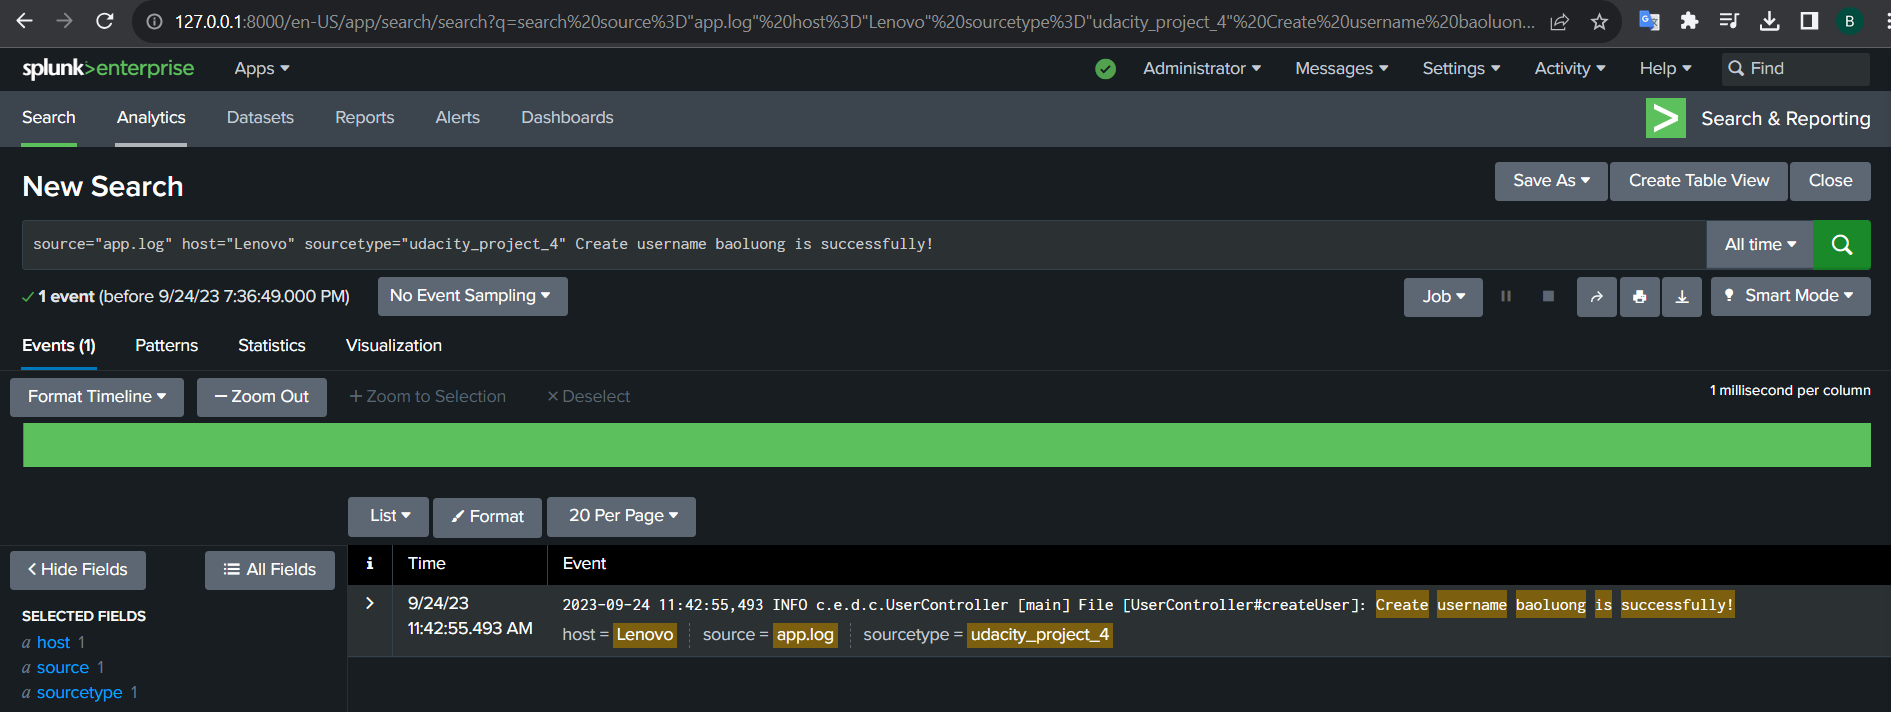 127.0.0.1:8000/en-US/app/search/search?q=search%20source%3D"app.log"%20host%3D"Lenovo"%20sourcetype%3D"udacity_project_4"%20Create%20username%20baoluon... B
splunk>enterprise Apps Administrator Messages Settings Activity Help Find
Search Analytics Datasets Reports Alerts Dashboards Search & Reporting
New Search Save As Create Table View Close
source="app.log" host="Lenovo" sourcetype="udacity_project_4" Create username baoluong is successfully! All time
1 event (before 9/24/23 7:36:49.000 PM) No Event Sampling Job Smart Mode
Events (1) Patterns Statistics Visualization
Format Timeline − Zoom Out + Zoom to Selection × Deselect 1 millisecond per column
List Format 20 Per Page
< Hide Fields All Fields i Time Event
SELECTED FIELDS
a host 1
a source 1
a sourcetype 1
> 9/24/23
11:42:55.493 AM
2023-09-24 11:42:55,493 INFO c.e.d.c.UserController [main] File [UserController#createUser]: Create username baoluong is successfully!
host = Lenovo source = app.log sourcetype = udacity_project_4